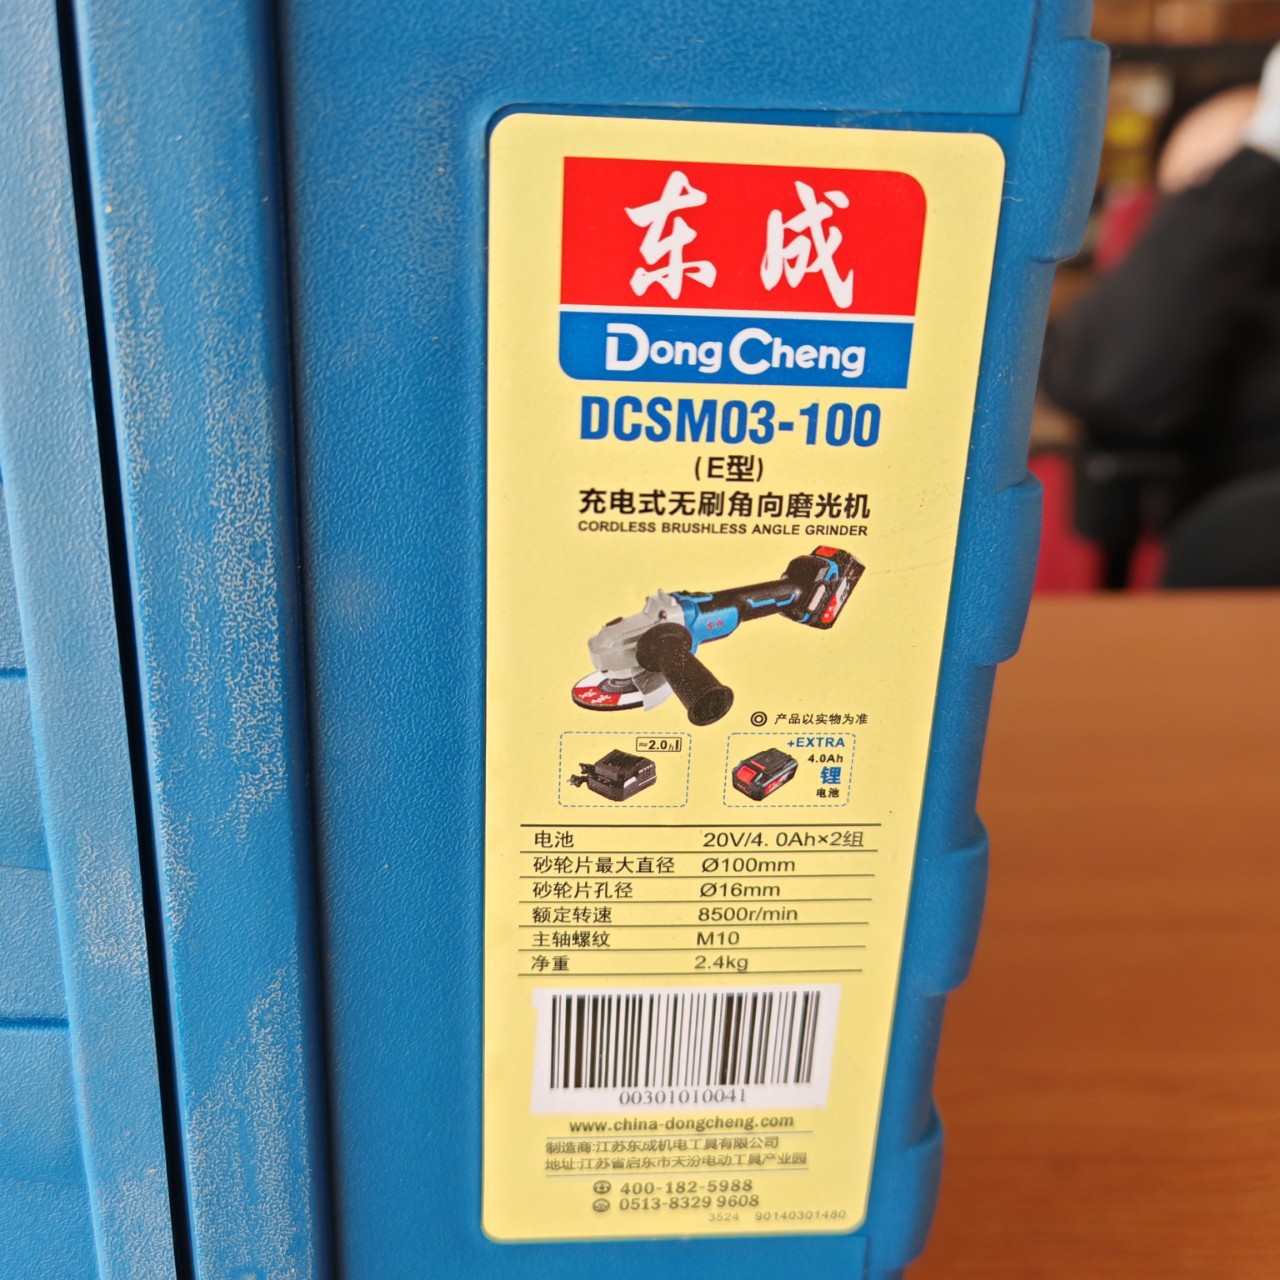 东成
DongCheng
DCSM03-100
(E型)
充电式无刷角向磨光机
CORDLESS BRUSHLESS ANGLE GRINDER
东成
◎ 产品以实物为准
≈2.0h
+EXTRA
4.0Ah
锂
电池
电池 20V/4. 0Ah×2组
砂轮片最大直径 Ø100mm
砂轮片孔径 Ø16mm
额定转速 8500r/min
主轴螺纹 M10
净重 2.4kg
00301010041
www.china-dongcheng.com
制造商:江苏东成机电工具有限公司
地址:江苏省启东市天汾电动工具产业园
400-182-5988
0513-8329 9608
3524 90140301480